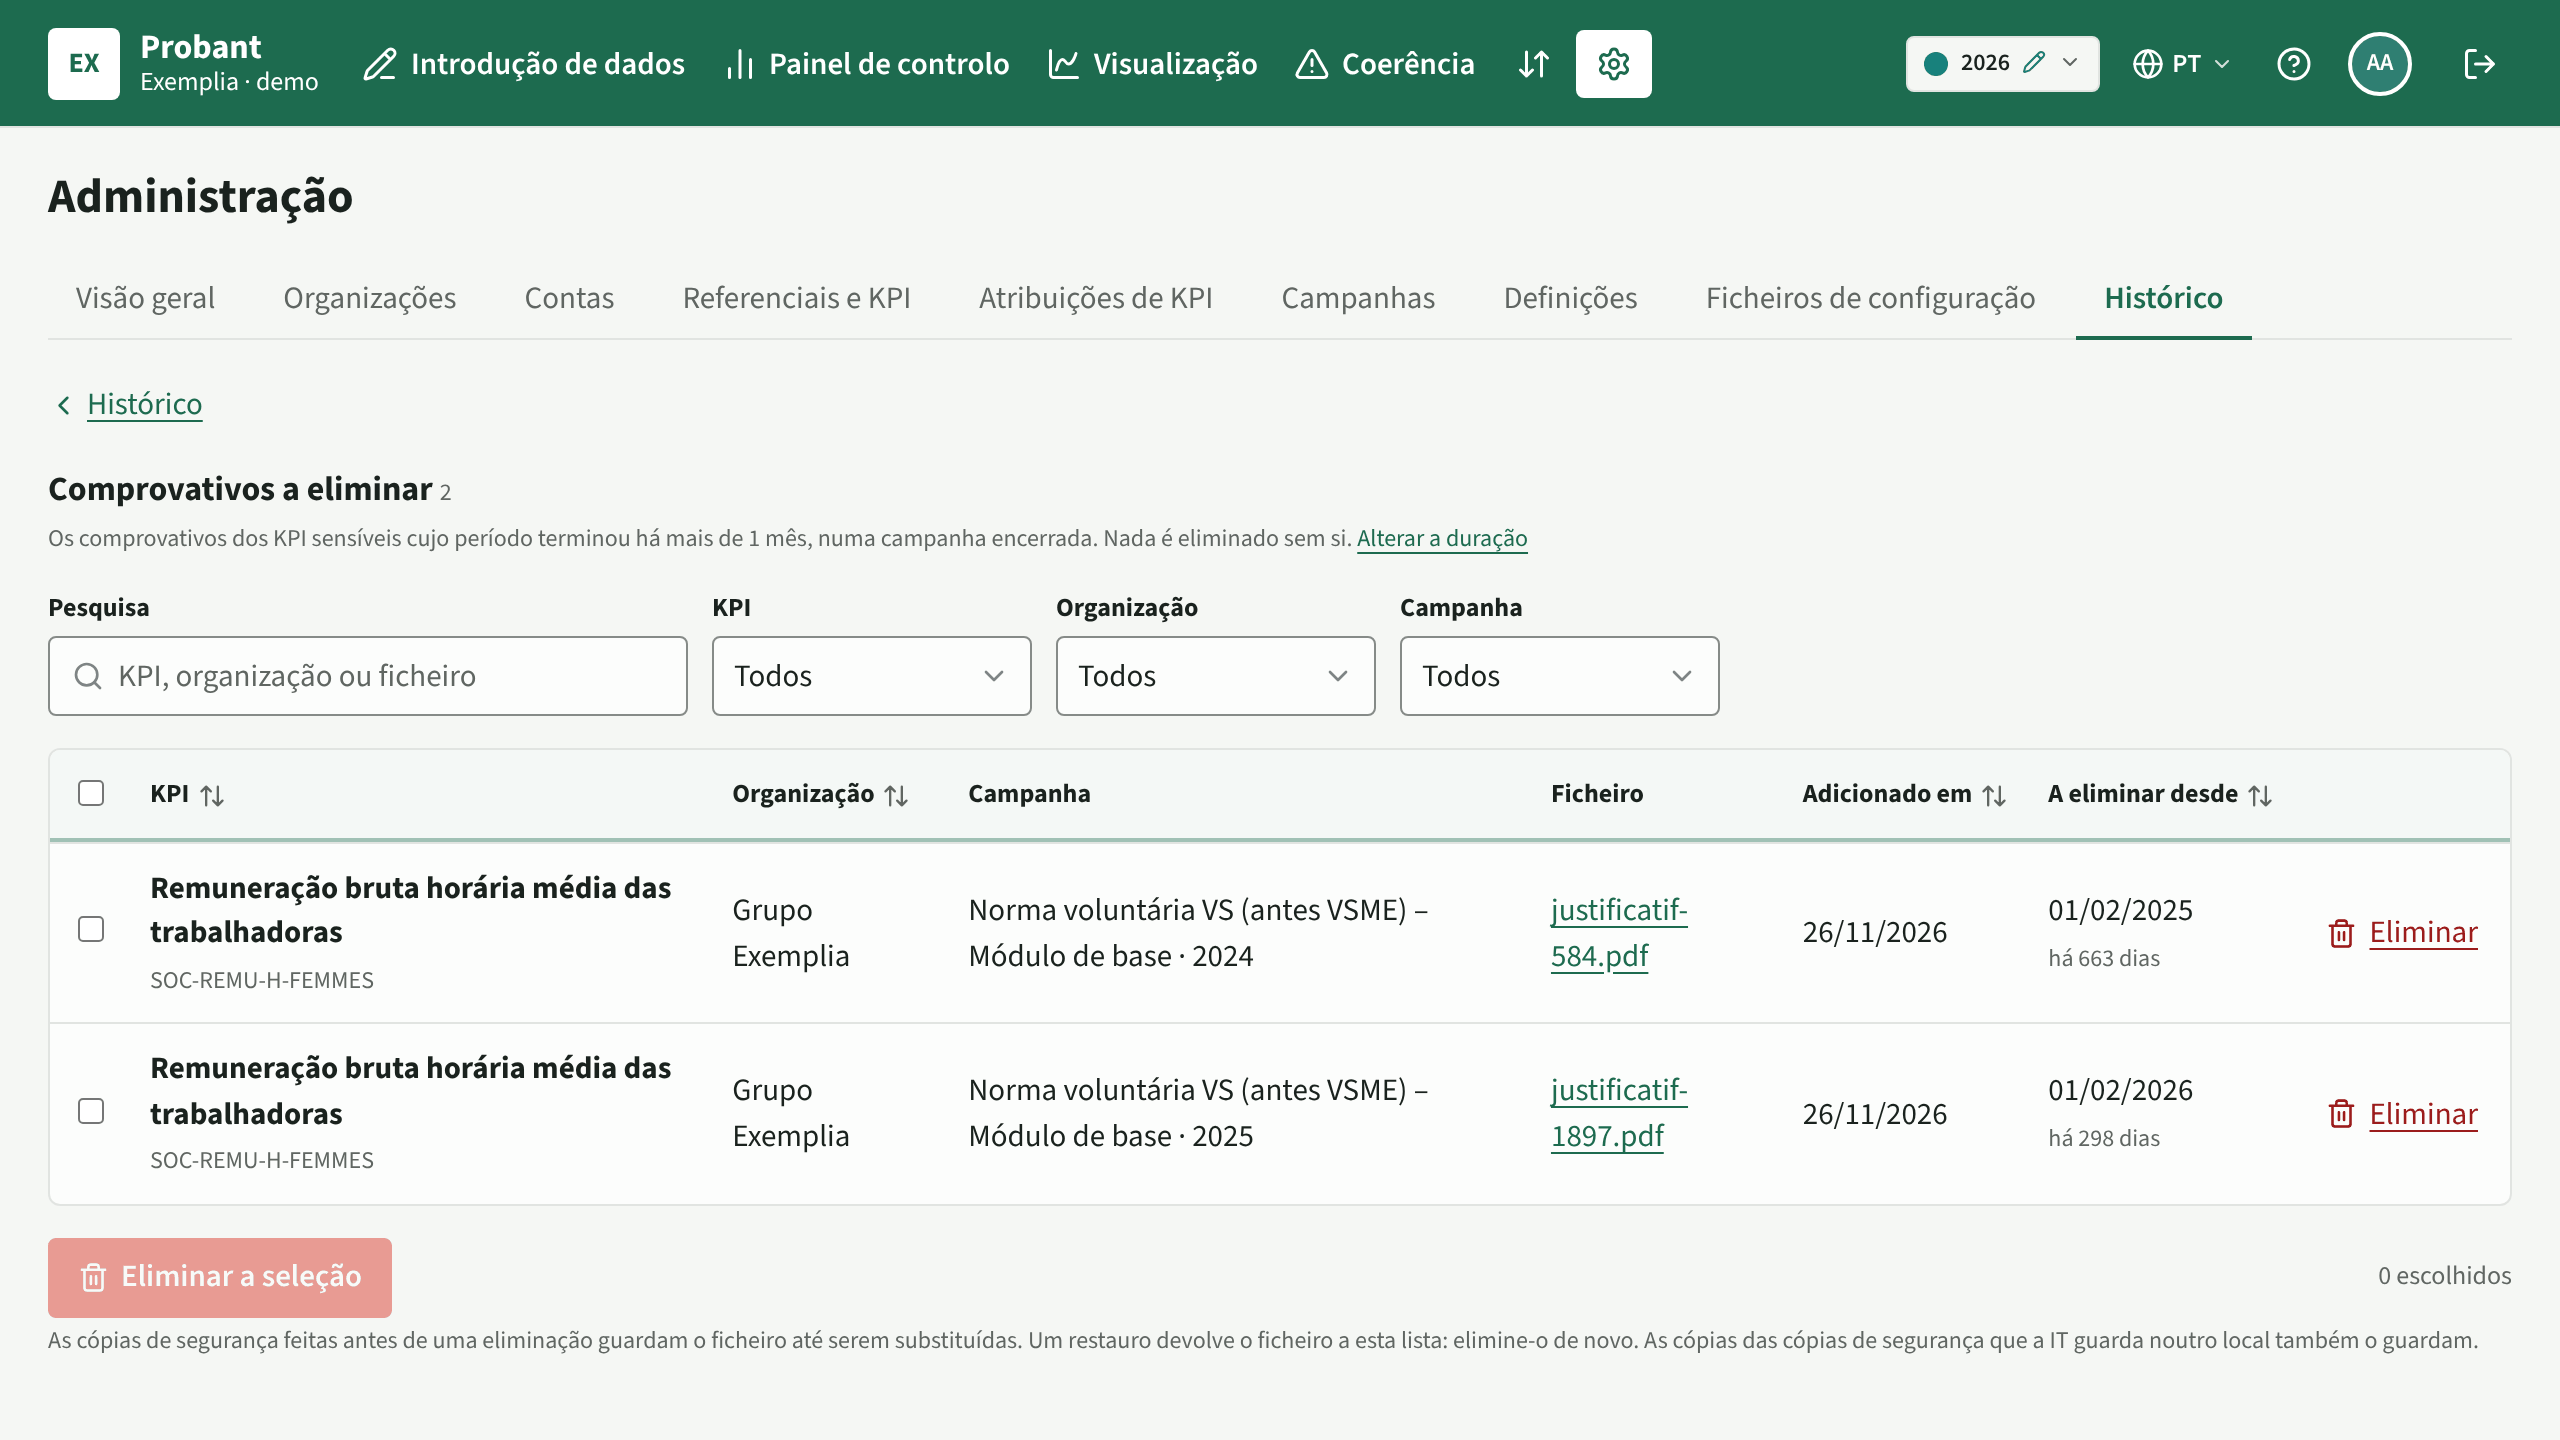 EX
Probant
Exemplia · demo
Introdução de dados
Painel de controlo
Visualização
Coerência
2026
PT
AA
Administração
Visão geral
Organizações
Contas
Referenciais e KPI
Atribuições de KPI
Campanhas
Definições
Ficheiros de configuração
Histórico
Histórico
Comprovativos a eliminar 2
Os comprovativos dos KPI sensíveis cujo período terminou há mais de 1 mês, numa campanha encerrada. Nada é eliminado sem si. Alterar a duração
Pesquisa
KPI
Organização
Campanha
KPI, organização ou ficheiro
Todos
Todos
Todos
KPI
Organização
Campanha
Ficheiro
Adicionado em
A eliminar desde
Remuneração bruta horária média das
trabalhadoras
SOC-REMU-H-FEMMES
Grupo
Exemplia
Norma voluntária VS (antes VSME) –
Módulo de base · 2024
justificatif-
584.pdf
26/11/2026
01/02/2025
há 663 dias
Eliminar
Remuneração bruta horária média das
trabalhadoras
SOC-REMU-H-FEMMES
Grupo
Exemplia
Norma voluntária VS (antes VSME) –
Módulo de base · 2025
justificatif-
1897.pdf
26/11/2026
01/02/2026
há 298 dias
Eliminar
Eliminar a seleção
0 escolhidos
As cópias de segurança feitas antes de uma eliminação guardam o ficheiro até serem substituídas. Um restauro devolve o ficheiro a esta lista: elimine-o de novo. As cópias das cópias de segurança que a IT guarda noutro local também o guardam.